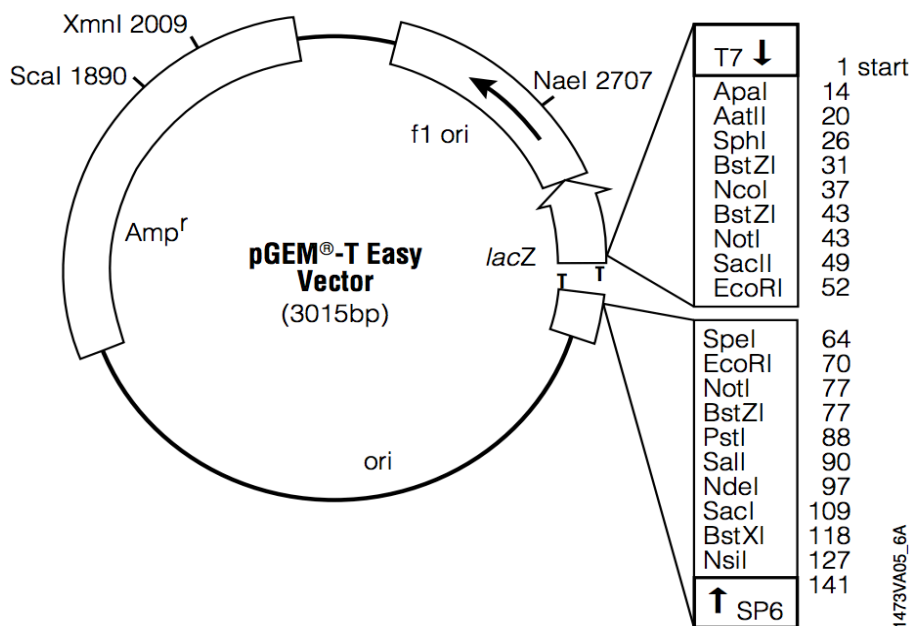 XmnI 2009
ScaI 1890
NaeI 2707
f1 ori
Ampʳ
pGEM®-T Easy
Vector
(3015bp)
lacZ
T T
ori
T7 ↓
1 start
ApaI 14
AatII 20
SphI 26
BstZI 31
NcoI 37
BstZI 43
NotI 43
SacII 49
EcoRI 52
SpeI 64
EcoRI 70
NotI 77
BstZI 77
PstI 88
SalI 90
NdeI 97
SacI 109
BstXI 118
NsiI 127
141
↑ SP6
1473VA05_6A